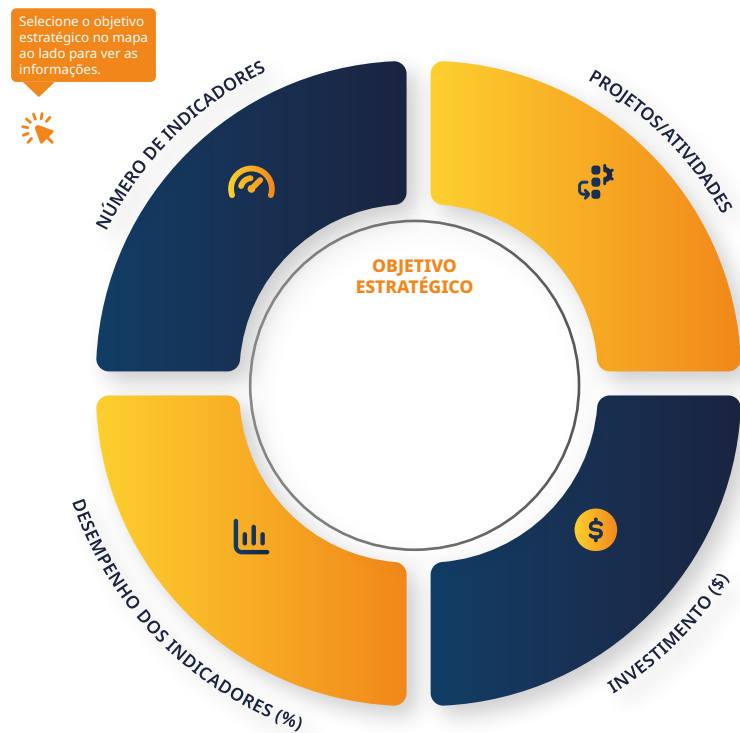 Selecione o objetivo
estratégico no mapa
ao lado para ver as
informações.
NÚMERO DE INDICADORES
PROJETOS/ATIVIDADES
OBJETIVO
ESTRATÉGICO
$
DESEMPENHO DOS INDICADORES (%)
INVESTIMENTO ($)